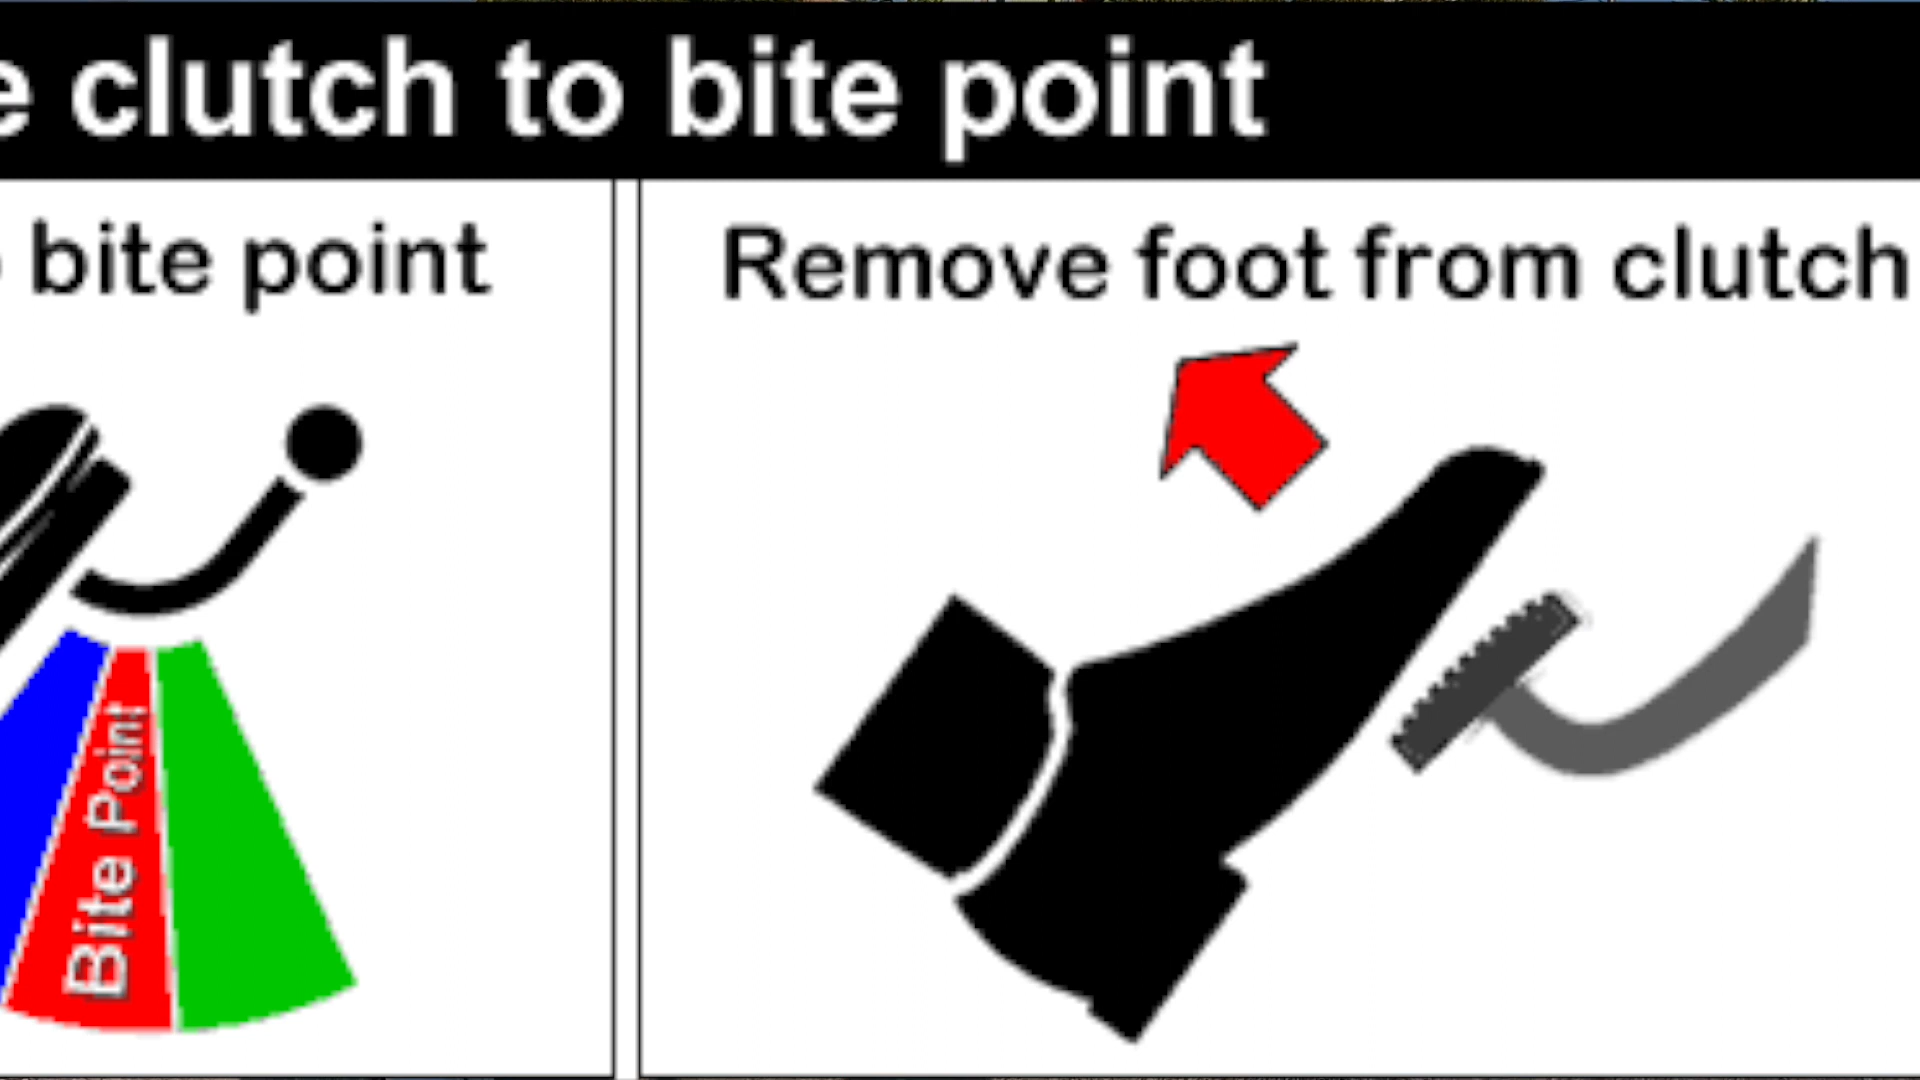 clutch to bite point
bite point
Remove foot from clutch
Bite Point